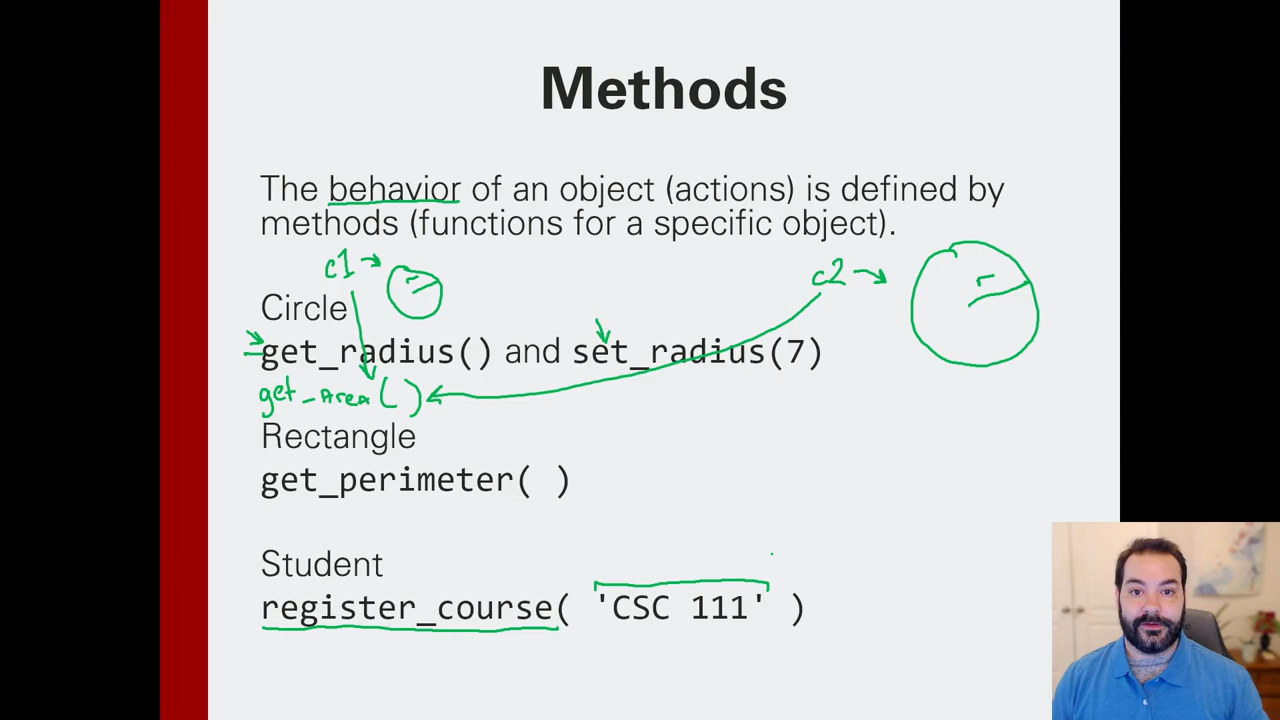 Methods
The behavior of an object (actions) is defined by
methods (functions for a specific object).
c1 r
c2 r
Circle
get_radius() and set_radius(7)
get_Area( )
Rectangle
get_perimeter( )
Student
register_course( 'CSC 111' )